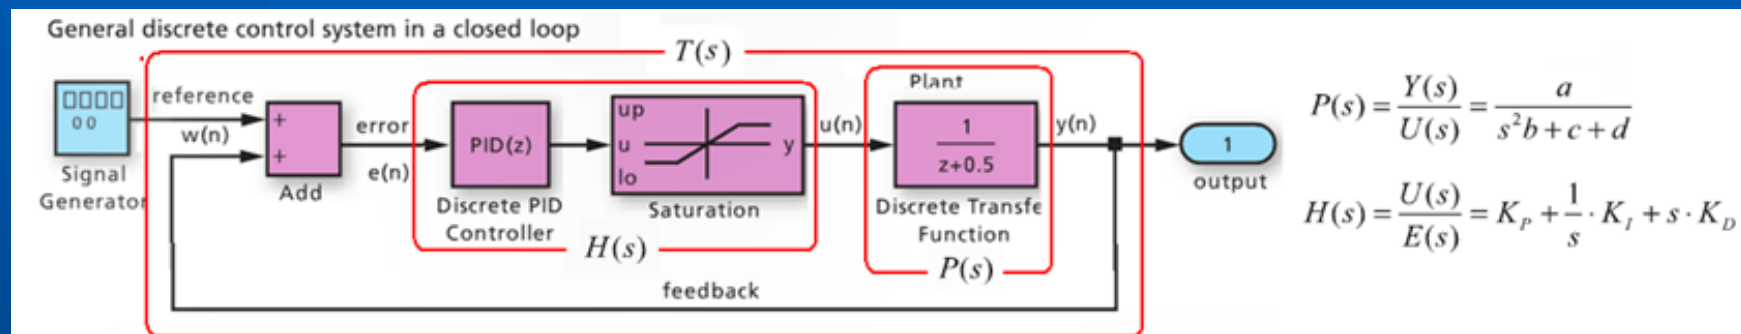 General discrete control system in a closed loop
T(s)
reference
w(n)
Signal
Generator
+
+
Add
error
e(n)
PID(z)
Discrete PID
Controller
up
u
lo
y
Saturation
H(s)
u(n)
Plant
1
z+0.5
Discrete Transfe
Function
P(s)
y(n)
1
output
feedback
P(s) = Y(s)/U(s) = a/(s²b + c + d)
H(s) = U(s)/E(s) = K_P + 1/s · K_I + s · K_D